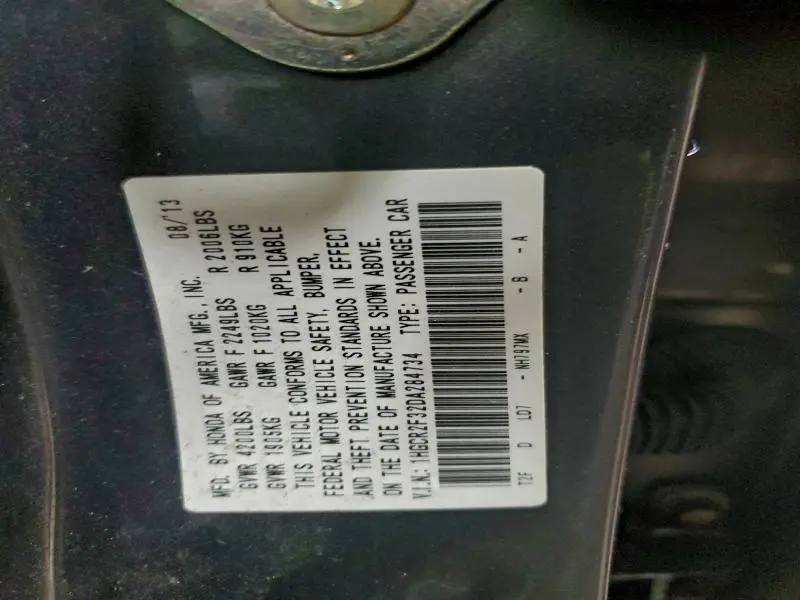 MFD. BY HONDA OF AMERICA MFG., INC. 08/'13
GVWR 4200LBS GAWR F 2249LBS R 2006LBS
GVWR 1905KG GAWR F 1020KG R 910KG
THIS VEHICLE CONFORMS TO ALL APPLICABLE
FEDERAL MOTOR VEHICLE SAFETY, BUMPER,
AND THEFT PREVENTION STANDARDS IN EFFECT
ON THE DATE OF MANUFACTURE SHOWN ABOVE.
V.I.N.: 1HGCR2F32DA284734 TYPE: PASSENGER CAR
T2F D LD7 - NH797MX - B - A